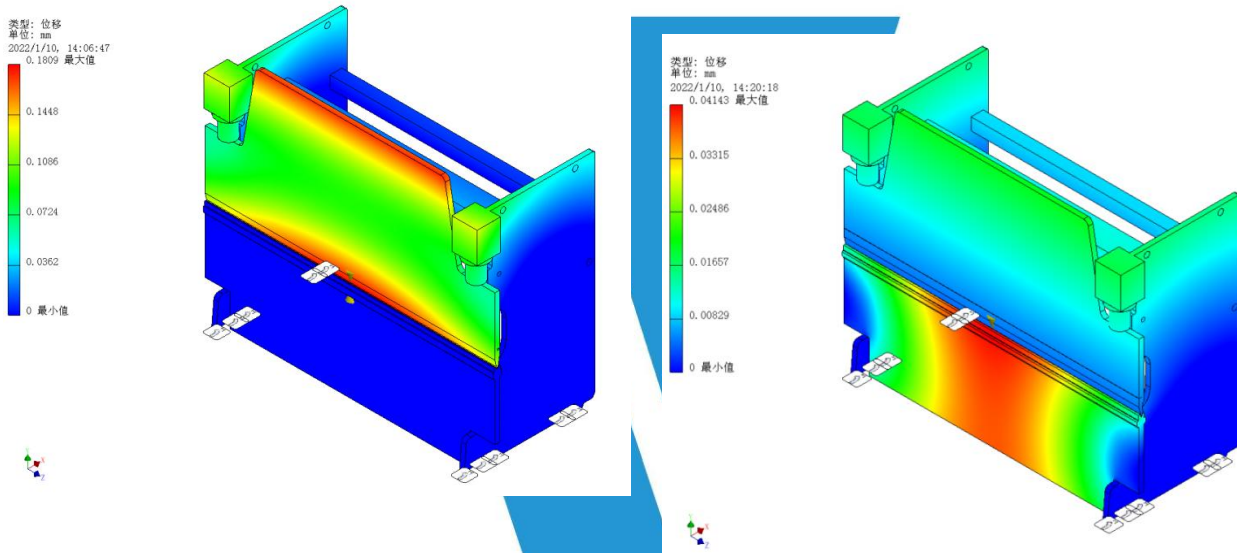 类型: 位移
单位: mm
2022/1/10, 14:06:47
0.1809 最大值
0.1448
0.1086
0.0724
0.0362
0 最小值
Y
X
Z
类型: 位移
单位: mm
2022/1/10, 14:20:18
0.04143 最大值
0.03315
0.02486
0.01657
0.00829
0 最小值
Y
X
Z